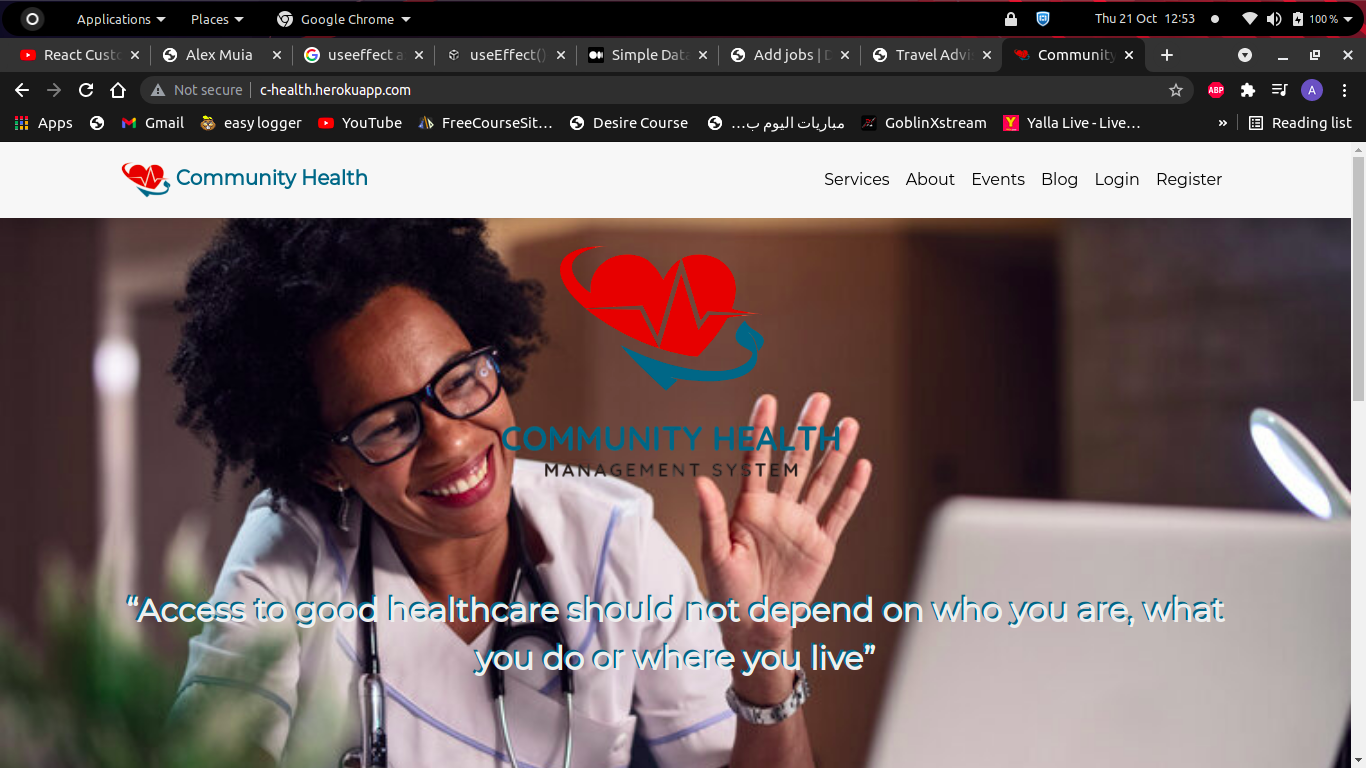 Applications Places Google Chrome Thu 21 Oct 12:53 100 %
React Custo Alex Muia useeffect as useEffect() Simple Data Add jobs | D Travel Advis Community
Not secure c-health.herokuapp.com ABP A
Apps Gmail easy logger YouTube FreeCourseSit… Desire Course مباريات اليوم ب… GoblinXstream Yalla Live - Live… » Reading list
Community Health Services About Events Blog Login Register
COMMUNITY HEALTH
MANAGEMENT SYSTEM
“Access to good healthcare should not depend on who you are, what
you do or where you live”